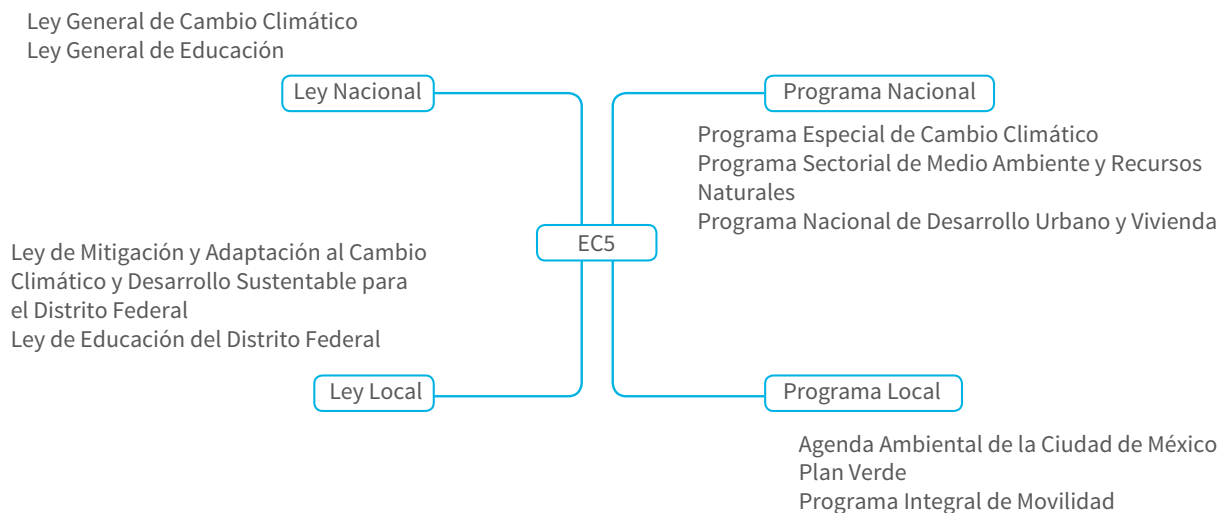 Ley General de Cambio Climático
Ley General de Educación
Ley Nacional
Programa Nacional
Programa Especial de Cambio Climático
Programa Sectorial de Medio Ambiente y Recursos
Naturales
Programa Nacional de Desarrollo Urbano y Vivienda
EC5
Ley de Mitigación y Adaptación al Cambio
Climático y Desarrollo Sustentable para
el Distrito Federal
Ley de Educación del Distrito Federal
Ley Local
Programa Local
Agenda Ambiental de la Ciudad de México
Plan Verde
Programa Integral de Movilidad